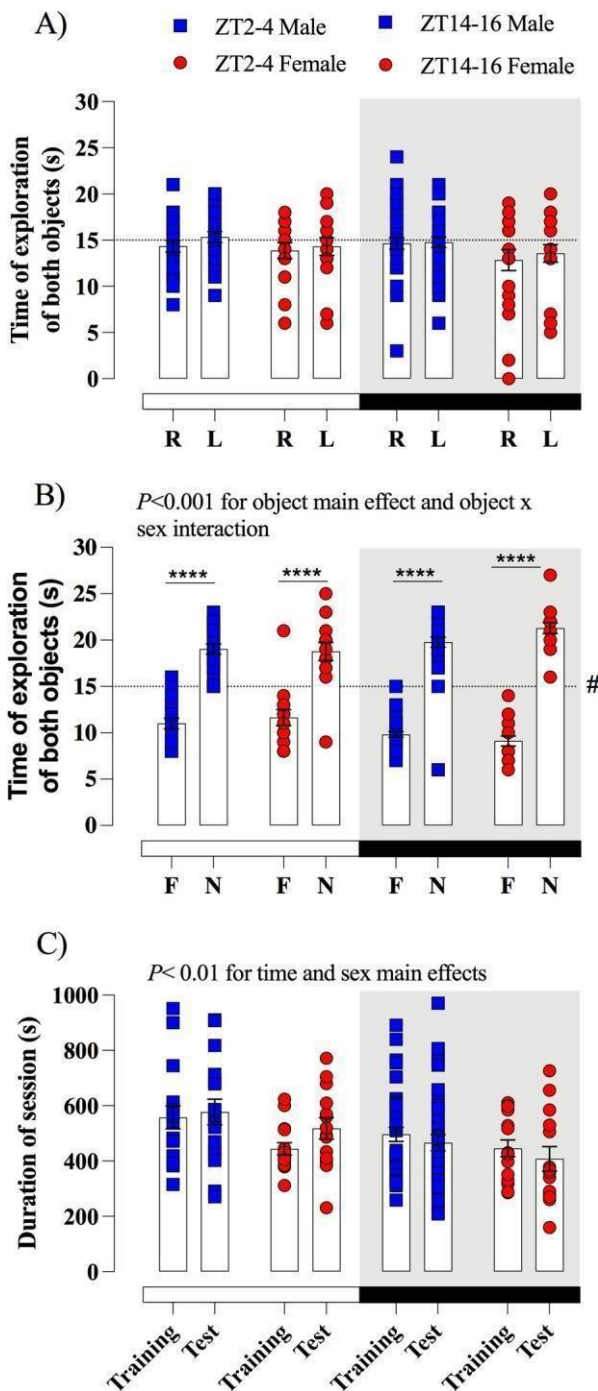 A)
ZT2-4 Male
ZT14-16 Male
ZT2-4 Female
ZT14-16 Female
Time of exploration
of both objects (s)
30
25
20
15
10
5
0
R L R L R L R L
B)
P<0.001 for object main effect and object x
sex interaction
Time of exploration
of both objects (s)
30
25
20
15
10
5
0
**** **** **** ****
#
F N F N F N F N
C)
P< 0.01 for time and sex main effects
Duration of session (s)
1000
800
600
400
200
0
Training Test Training Test Training Test Training Test